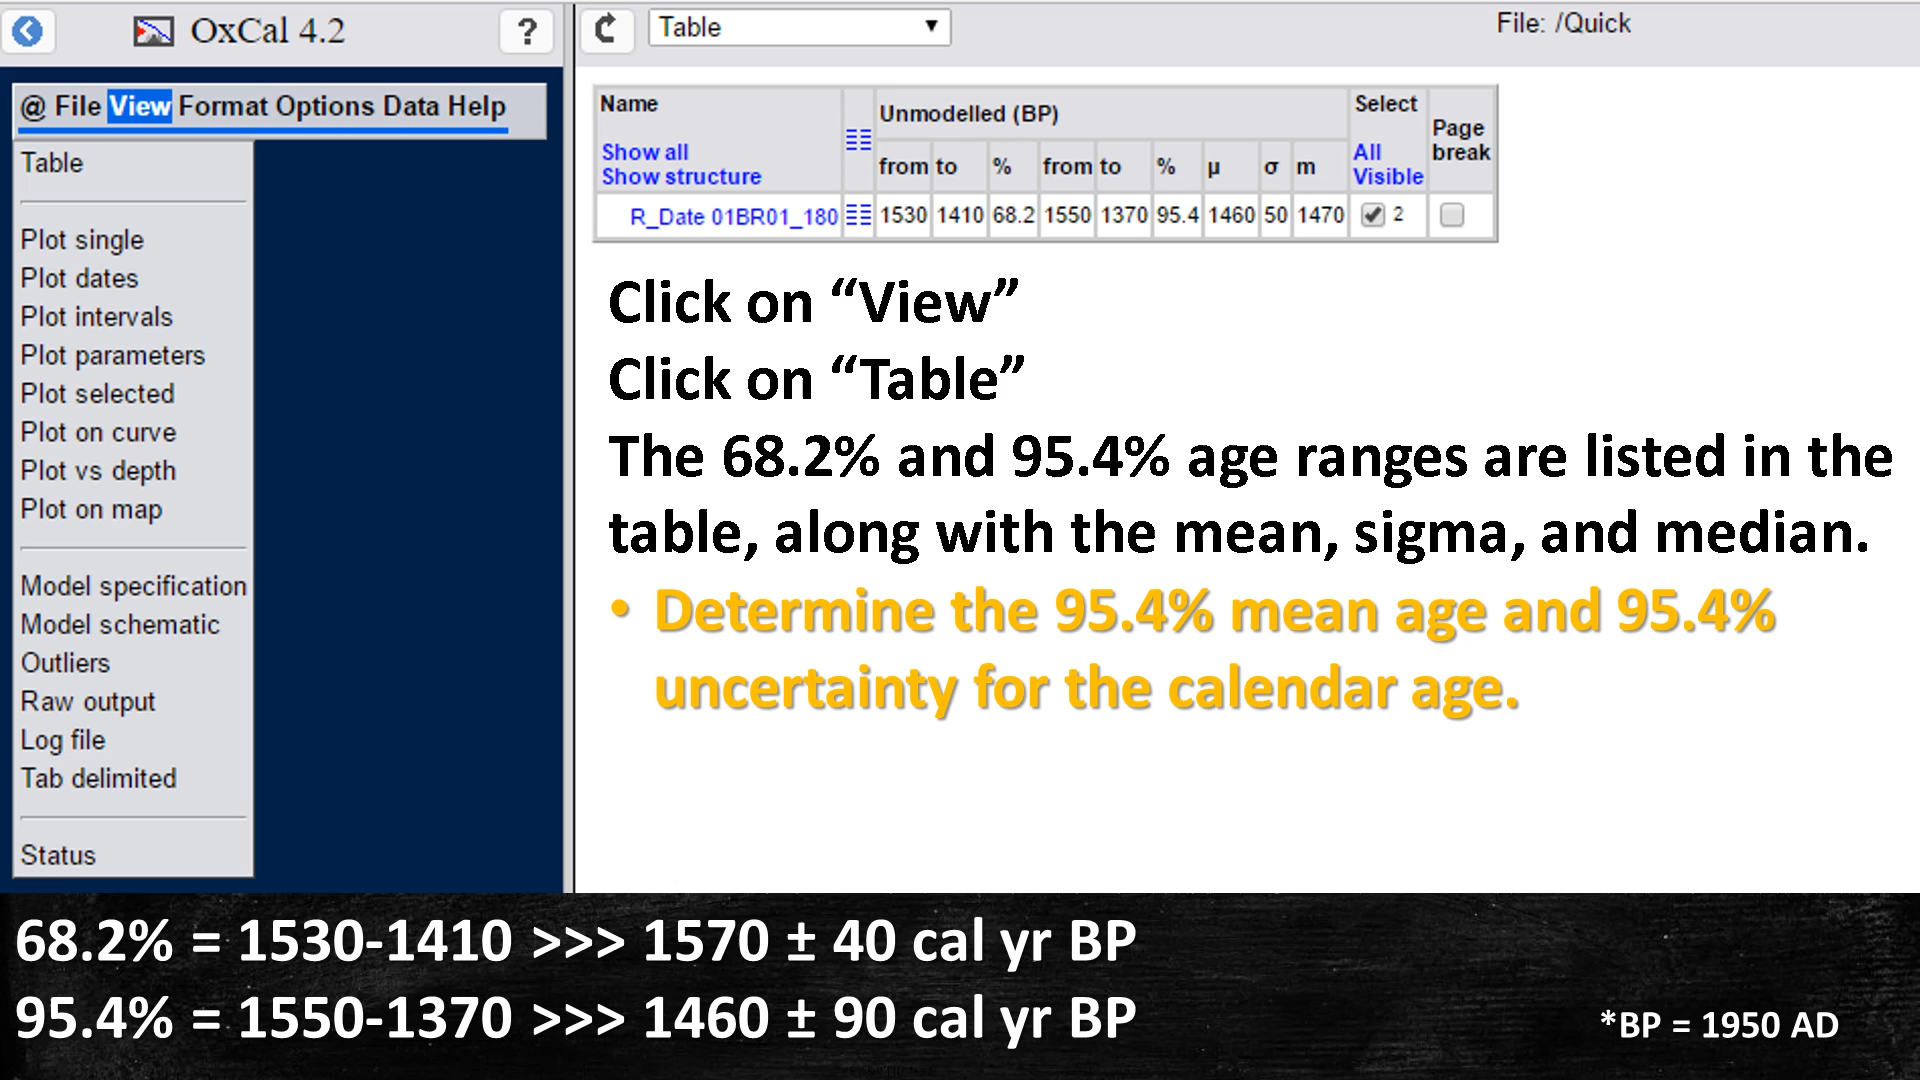 OxCal 4.2
?
Table
File: /Quick
@ File View Format Options Data Help
Table
Plot single
Plot dates
Plot intervals
Plot parameters
Plot selected
Plot on curve
Plot vs depth
Plot on map
Model specification
Model schematic
Outliers
Raw output
Log file
Tab delimited
Status
Name Unmodelled (BP) Select Page break
Show all All
Show structure from to % from to % μ σ m Visible
R_Date 01BR01_180 1530 1410 68.2 1550 1370 95.4 1460 50 1470 2
Click on “View”
Click on “Table”
The 68.2% and 95.4% age ranges are listed in the
table, along with the mean, sigma, and median.
• Determine the 95.4% mean age and 95.4%
uncertainty for the calendar age.
68.2% = 1530-1410 >>> 1570 ± 40 cal yr BP
95.4% = 1550-1370 >>> 1460 ± 90 cal yr BP
*BP = 1950 AD